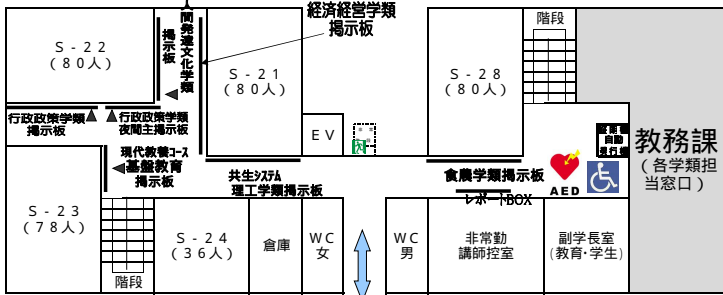 人間発達文化学類
掲示板
経済経営学類
掲示板
階段
S-22
(80人)
S-21
(80人)
S-28
(80人)
行政政策学類
掲示板
行政政策学類
夜間主掲示板
EV
自動
教務課
(各学類担
当窓口)
現代教養コース
基盤教育
掲示板
共生システム
理工学類掲示板
食農学類掲示板
レポートBOX
AED
S-23
(78人)
階段
S-24
(36人)
倉庫
WC
女
WC
男
非常勤
講師控室
副学長室
(教育・学生)